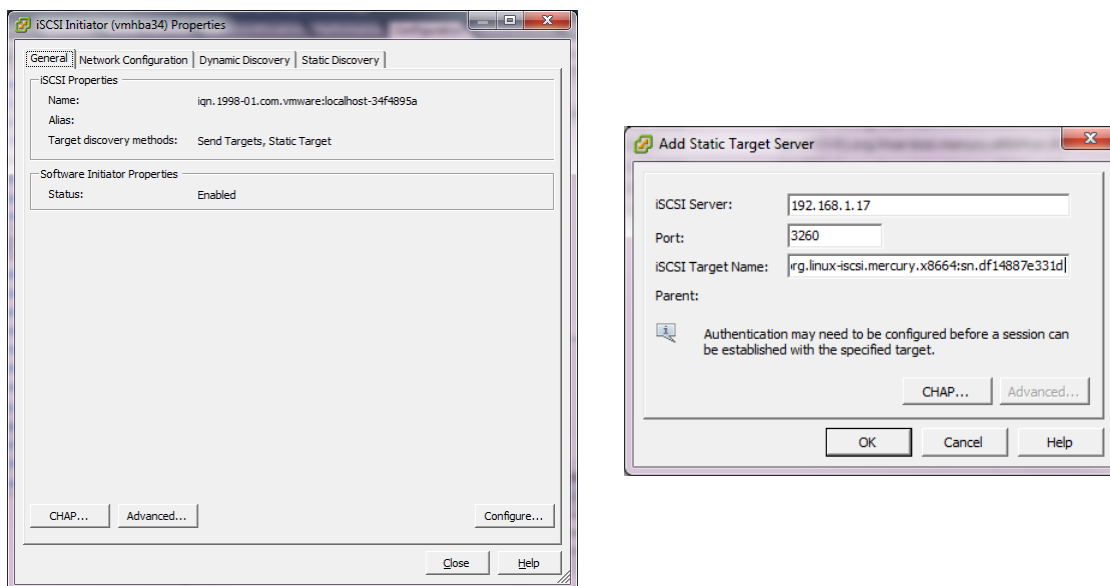 iSCSI Initiator (vmhba34) Properties
General Network Configuration Dynamic Discovery Static Discovery
iSCSI Properties
Name: iqn.1998-01.com.vmware:localhost-34f4895a
Alias:
Target discovery methods: Send Targets, Static Target
Software Initiator Properties
Status: Enabled
CHAP... Advanced... Configure...
Close Help
Add Static Target Server
iSCSI Server: 192.168.1.17
Port: 3260
iSCSI Target Name: rg.linux-iscsi.mercury.x8664:sn.df14887e331d
Parent:
Authentication may need to be configured before a session can
be established with the specified target.
CHAP... Advanced...
OK Cancel Help